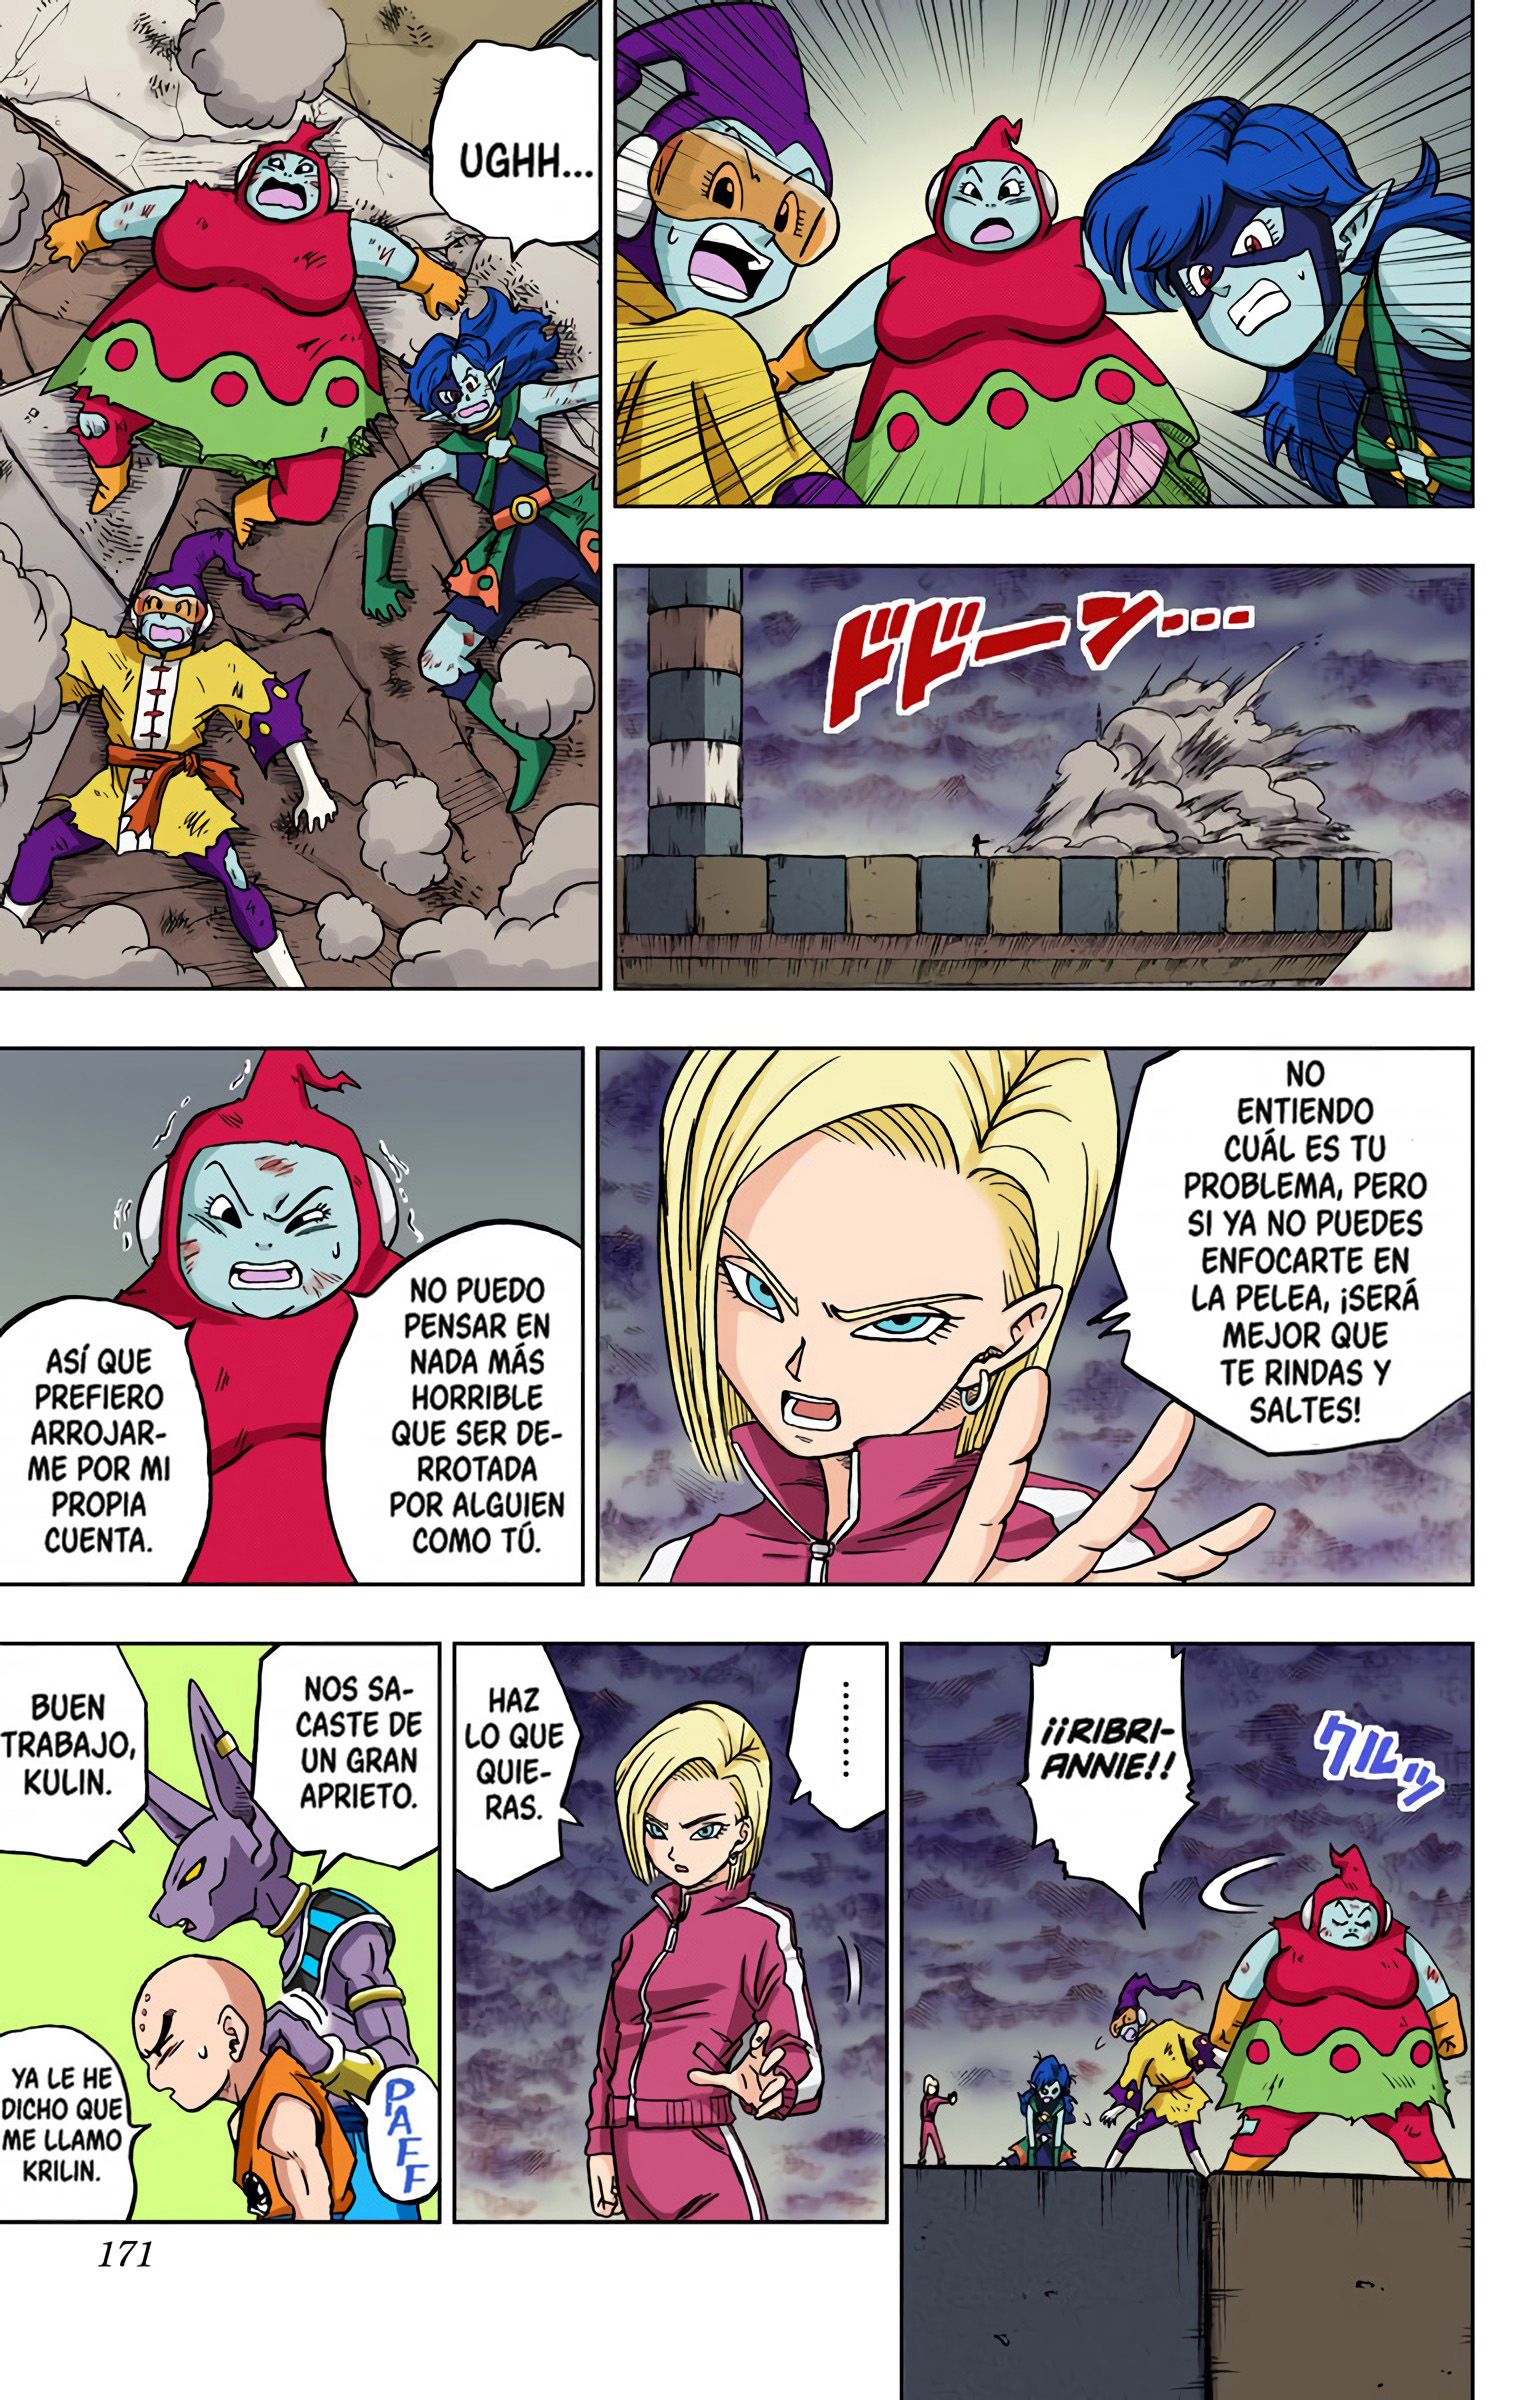 UGHH...
ドドーン...
NO
ENTIENDO
CUÁL ES TU
PROBLEMA, PERO
SI YA NO PUEDES
ENFOCARTE EN
LA PELEA, ¡SERÁ
MEJOR QUE
TE RINDAS Y
SALTES!
NO PUEDO
PENSAR EN
NADA MÁS
HORRIBLE
QUE SER DE-
RROTADA
POR ALGUIEN
COMO TÚ.
ASÍ QUE
PREFIERO
ARROJAR-
ME POR MI
PROPIA
CUENTA.
クルッ
¡¡RIBRI-
ANNIE!!
.........
HAZ
LO QUE
QUIE-
RAS.
NOS SA-
CASTE DE
UN GRAN
APRIETO.
BUEN
TRABAJO,
KULIN.
PAFF
YA LE HE
DICHO QUE
ME LLAMO
KRILIN.
171